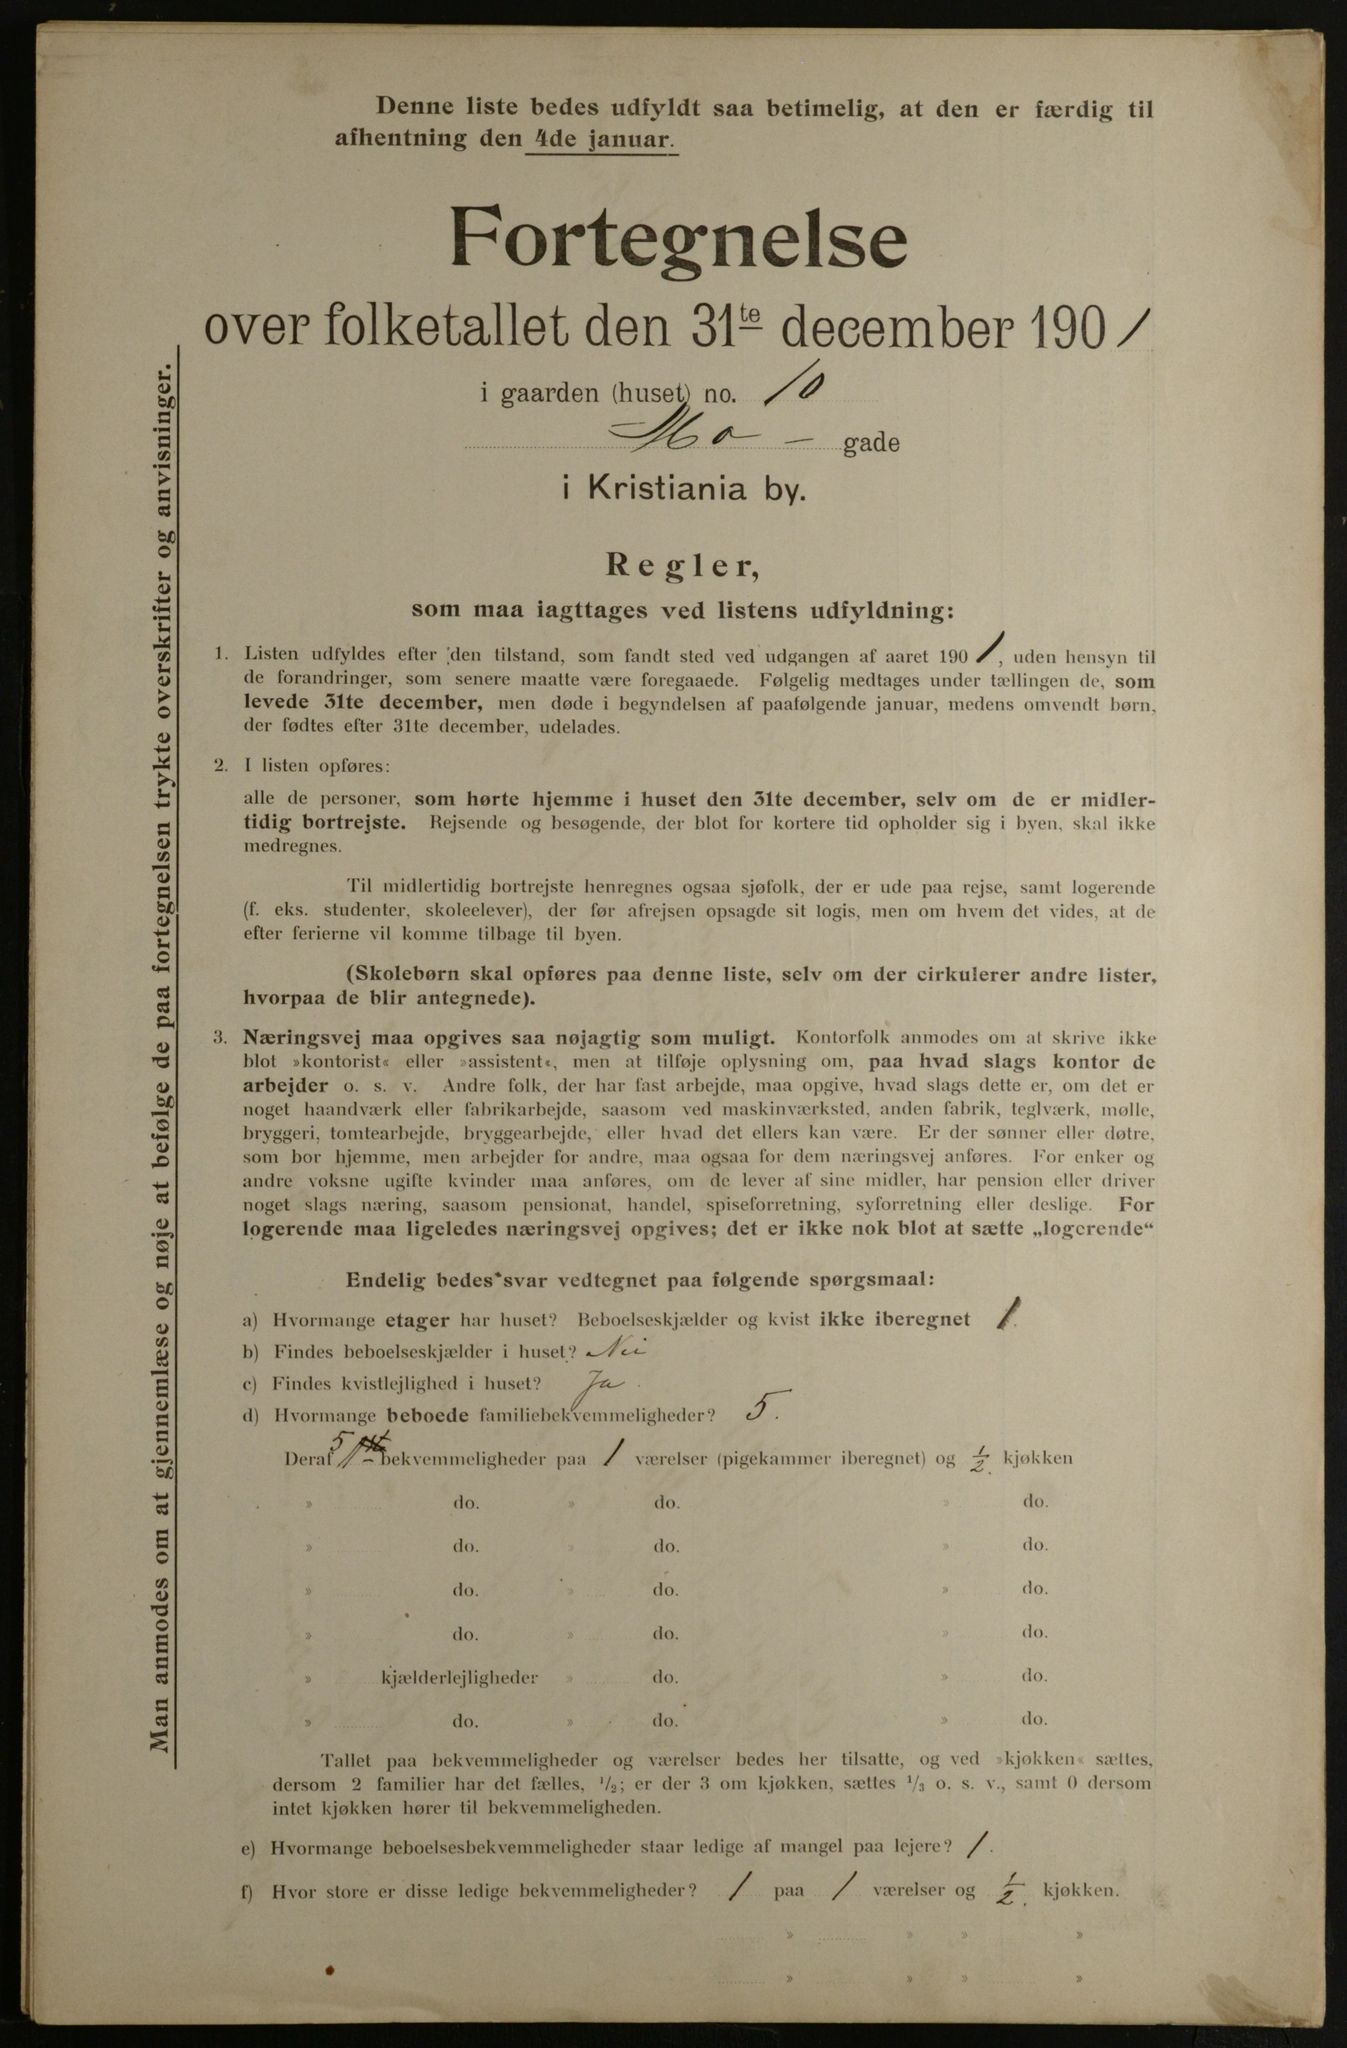 Denne liste bedes udfyldt saa betimelig, at den er færdig til
afhentning den 4de januar.
Fortegnelse
over folketallet den 31te december 1901
i gaarden (huset) no. 10
Mo - gade
i Kristiania by.
Regler,
som maa iagttages ved listens udfyldning:
1. Listen udfyldes efter den tilstand, som fandt sted ved udgangen af aaret 1901, uden hensyn til
de forandringer, som senere maatte være foregaaede. Følgelig medtages under tællingen de, som
levede 31te december, men døde i begyndelsen af paafølgende januar, medens omvendt børn,
der fødtes efter 31te december, udelades.
2. I listen opføres:
alle de personer, som hørte hjemme i huset den 31te december, selv om de er midler-
tidig bortrejste. Rejsende og besøgende, der blot for kortere tid opholder sig i byen, skal ikke
medregnes.
Til midlertidig bortrejste henregnes ogsaa sjøfolk, der er ude paa rejse, samt logerende
(f. eks. studenter, skoleelever), der før afrejsen opsagde sit logis, men om hvem det vides, at de
efter ferierne vil komme tilbage til byen.
(Skolebørn skal opføres paa denne liste, selv om der cirkulerer andre lister,
hvorpaa de blir antegnede).
3. Næringsvej maa opgives saa nøjagtig som muligt. Kontorfolk anmodes om at skrive ikke
blot »kontorist« eller »assistent«, men at tilføje oplysning om, paa hvad slags kontor de
arbejder o. s. v. Andre folk, der har fast arbejde, maa opgive, hvad slags dette er, om det er
noget haandværk eller fabrikarbejde, saasom ved maskinværksted, anden fabrik, teglværk, mølle,
bryggeri, tomtearbejde, bryggearbejde, eller hvad det ellers kan være. Er der sønner eller døtre,
som bor hjemme, men arbejder for andre, maa ogsaa for dem næringsvej anføres. For enker og
andre voksne ugifte kvinder maa anføres, om de lever af sine midler, har pension eller driver
noget slags næring, saasom pensionat, handel, spiseforretning, syforretning eller deslige. For
logerende maa ligeledes næringsvej opgives; det er ikke nok blot at sætte „logerende“
Endelig bedes svar vedtegnet paa følgende spørgsmaal:
a) Hvormange etager har huset? Beboelseskjælder og kvist ikke iberegnet 1.
b) Findes beboelseskjælder i huset? Nei
c) Findes kvistlejlighed i huset? Ja.
d) Hvormange beboede familiebekvemmeligheder? 5.
Deraf 5 bekvemmeligheder paa 1 værelser (pigekammer iberegnet) og 1/2. kjøkken
» do. » do. » do.
» do. » do. » do.
» do. » do. » do.
» do. » do. » do.
» kjælderlejligheder » do. » do.
» do. » do. » do.
Tallet paa bekvemmeligheder og værelser bedes her tilsatte, og ved »kjøkken« sættes,
dersom 2 familier har det fælles, 1/2; er der 3 om kjøkken, sættes 1/3 o. s. v., samt 0 dersom
intet kjøkken hører til bekvemmeligheden.
e) Hvormange beboelsesbekvemmeligheder staar ledige af mangel paa lejere? 1.
f) Hvor store er disse ledige bekvemmeligheder? 1 paa 1 værelser og 1/2. kjøkken.
» » » »
» » » »
Man anmodes om at gjennemlæse og nøje at befølge de paa fortegnelsen trykte overskrifter og anvisninger.